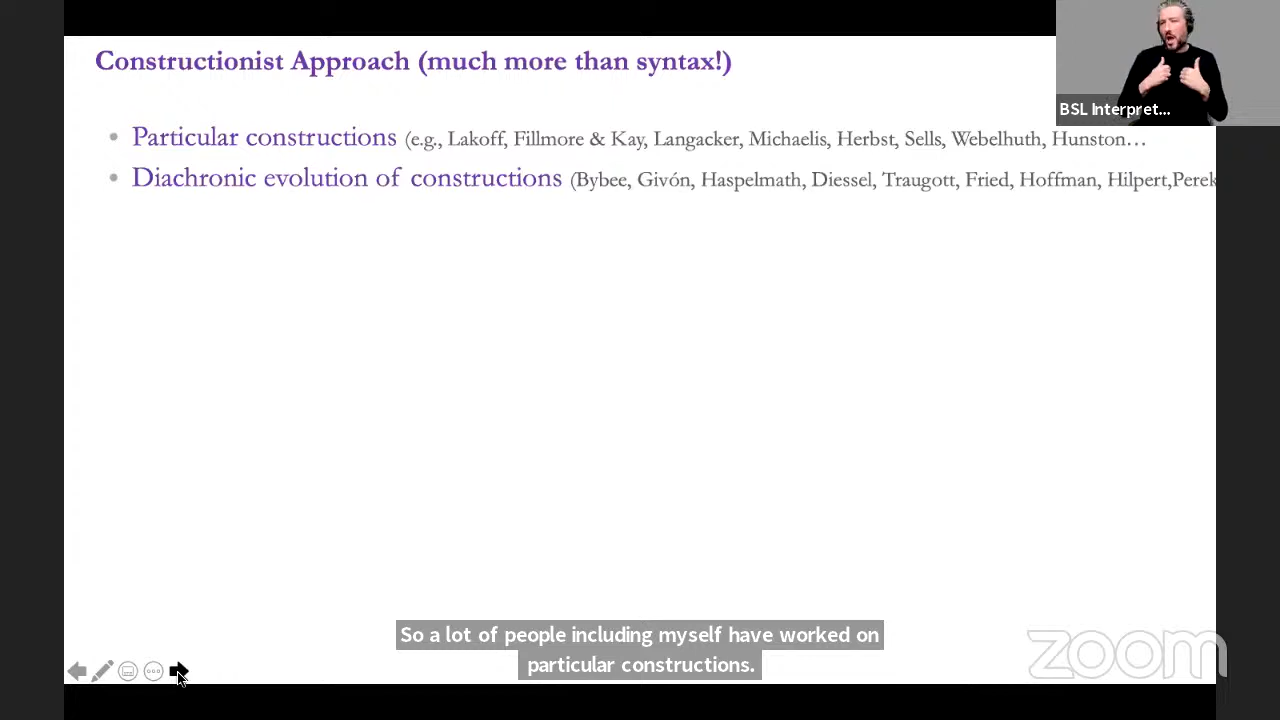 Constructionist Approach (much more than syntax!)
BSL Interpret...
• Particular constructions (e.g., Lakoff, Fillmore & Kay, Langacker, Michaelis, Herbst, Sells, Webelhuth, Hunston…
• Diachronic evolution of constructions (Bybee, Givón, Haspelmath, Diessel, Traugott, Fried, Hoffman, Hilpert,Perek
So a lot of people including myself have worked on
particular constructions.
zoom